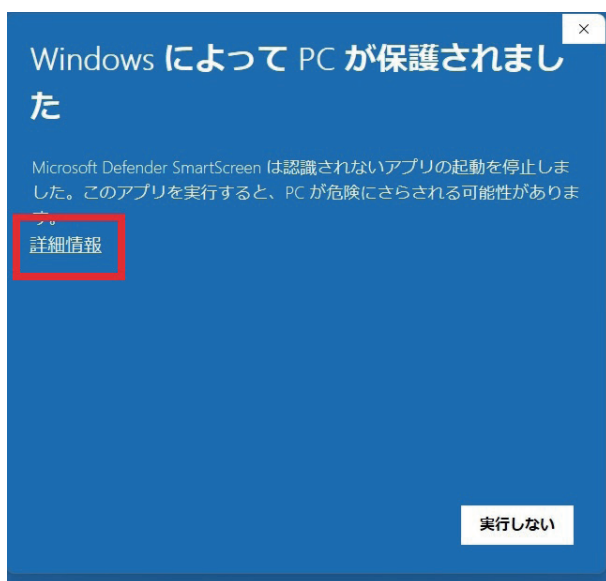 Windows によって PC が保護されまし
た
Microsoft Defender SmartScreen は認識されないアプリの起動を停止しま
した。このアプリを実行すると、PC が危険にさらされる可能性がありま
す。
詳細情報
実行しない